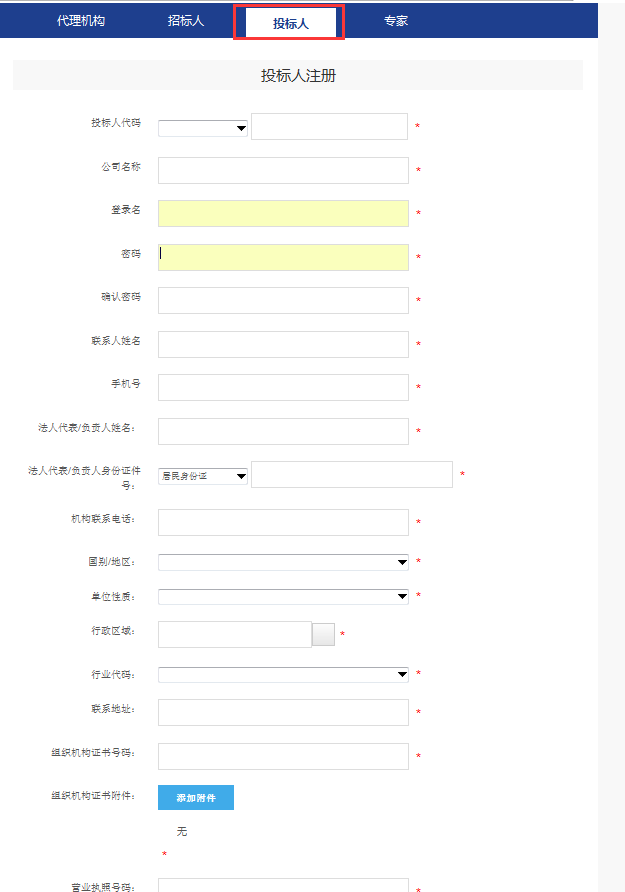 代理机构 招标人 投标人 专家
投标人注册
投标人代码 *
公司名称 *
登录名 *
密码 *
确认密码 *
联系人姓名 *
手机号 *
法人代表/负责人姓名： *
法人代表/负责人身份证件 居民身份证 *
号：
机构联系电话： *
国别/地区： *
单位性质： *
行政区域： *
行业代码： *
联系地址： *
组织机构证书号码： *
组织机构证书附件： 添加附件
无
*
营业执照号码： *